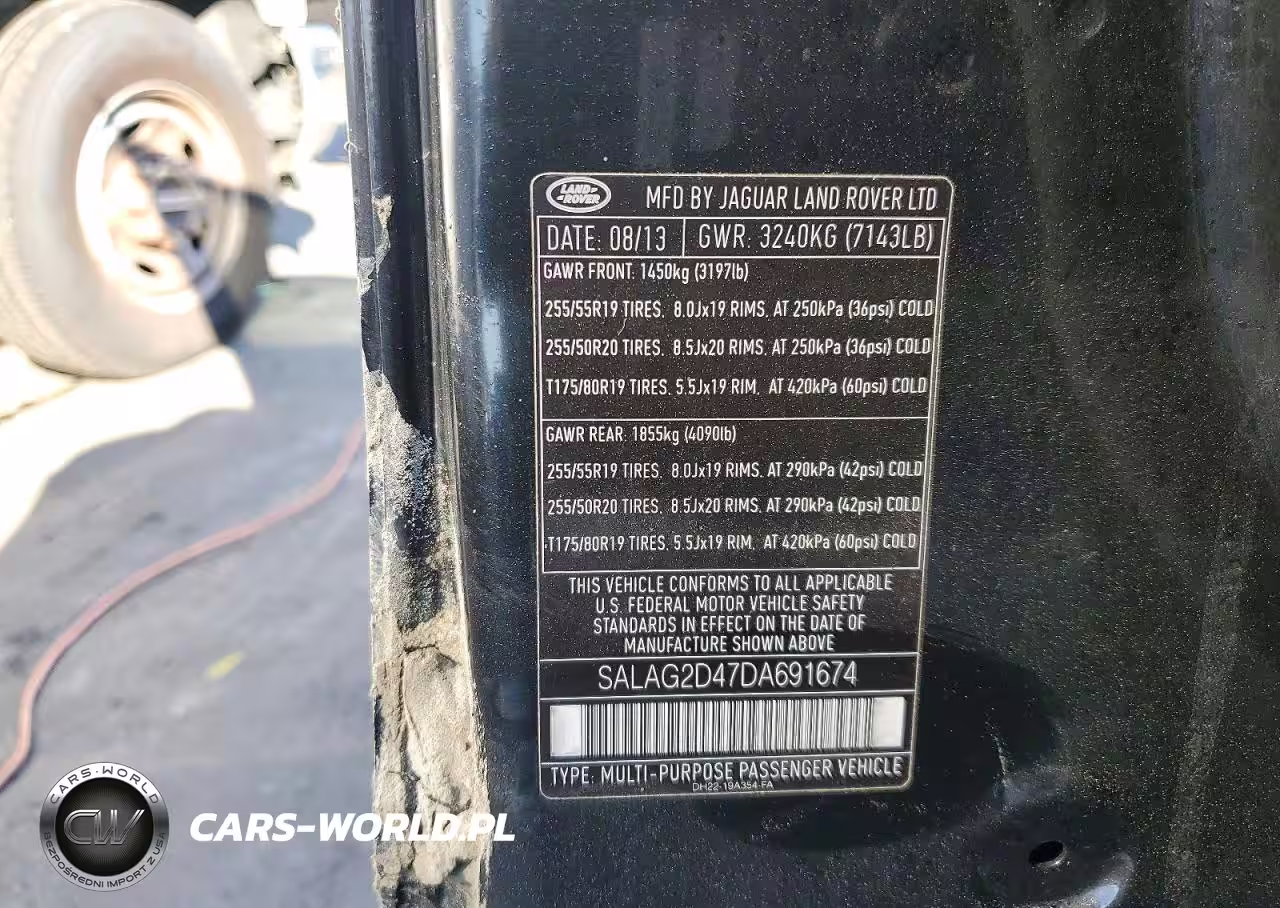 LAND-
-ROVER
MFD BY JAGUAR LAND ROVER LTD
DATE: 08/13 GWR: 3240KG (7143LB)
GAWR FRONT: 1450kg (3197lb)
255/55R19 TIRES, 8.0Jx19 RIMS, AT 250kPa (36psi) COLD
255/50R20 TIRES, 8.5Jx20 RIMS, AT 250kPa (36psi) COLD
T175/80R19 TIRES, 5.5Jx19 RIM, AT 420kPa (60psi) COLD
GAWR REAR: 1855kg (4090lb)
255/55R19 TIRES, 8.0Jx19 RIMS, AT 290kPa (42psi) COLD
255/50R20 TIRES, 8.5Jx20 RIMS, AT 290kPa (42psi) COLD
T175/80R19 TIRES, 5.5Jx19 RIM, AT 420kPa (60psi) COLD
THIS VEHICLE CONFORMS TO ALL APPLICABLE
U.S. FEDERAL MOTOR VEHICLE SAFETY
STANDARDS IN EFFECT ON THE DATE OF
MANUFACTURE SHOWN ABOVE
SALAG2D47DA691674
TYPE: MULTI-PURPOSE PASSENGER VEHICLE
DH22-19A354-FA
CARS-WORLD
CW
BEZPOŚREDNI IMPORT Z USA
CARS-WORLD.PL